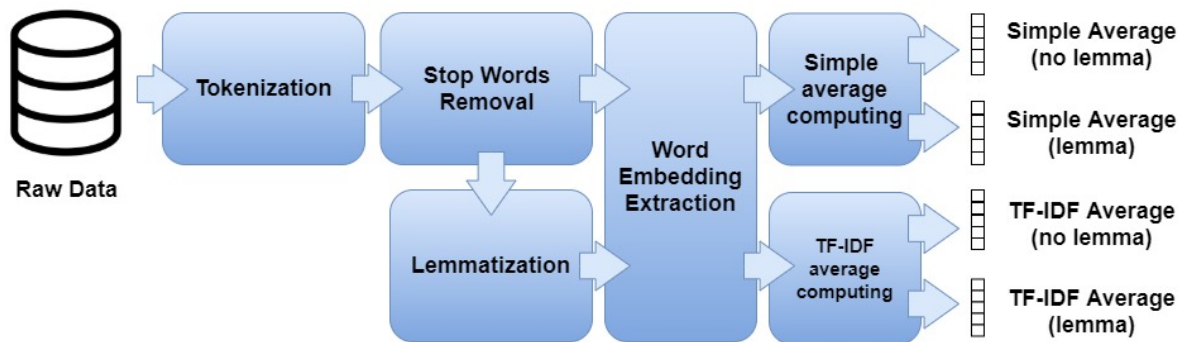 Raw Data
Tokenization
Stop Words
Removal
Lemmatization
Word
Embedding
Extraction
Simple
average
computing
TF-IDF
average
computing
Simple Average
(no lemma)
Simple Average
(lemma)
TF-IDF Average
(no lemma)
TF-IDF Average
(lemma)